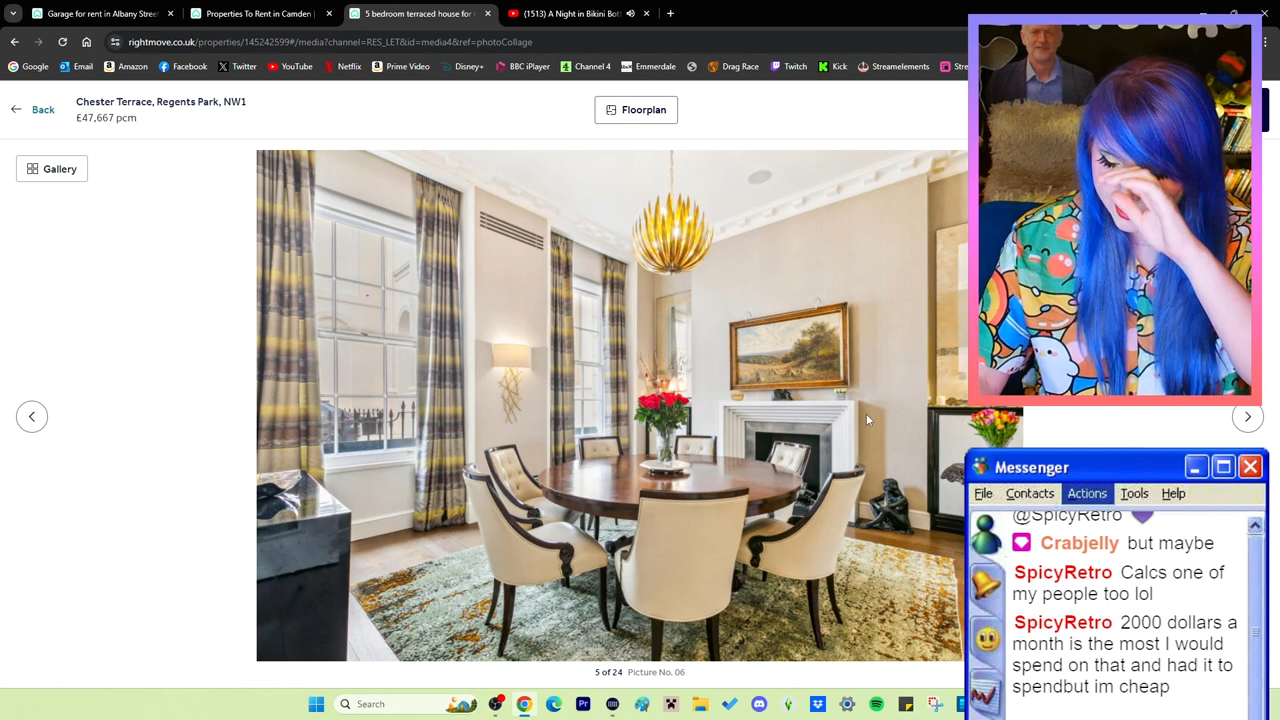 Garage for rent in Albany Street
Properties To Rent in Camden
5 bedroom terraced house for
(1513) A Night in Bikini Bot
rightmove.co.uk/properties/145242599#/media?channel=RES_LET&id=media4&ref=photoCollage
Google Email Amazon Facebook Twitter YouTube Netflix Prime Video Disney+ BBC iPlayer Channel 4 Emmerdale Drag Race Twitch Kick Streamelements Stre
Back
Chester Terrace, Regents Park, NW1
£47,667 pcm
Floorplan
Gallery
5 of 24 Picture No. 06
Messenger
File Contacts Actions Tools Help
@SpicyRetro
Crabjelly but maybe
SpicyRetro Calcs one of
my people too lol
SpicyRetro 2000 dollars a
month is the most I would
spend on that and had it to
spendbut im cheap
Search